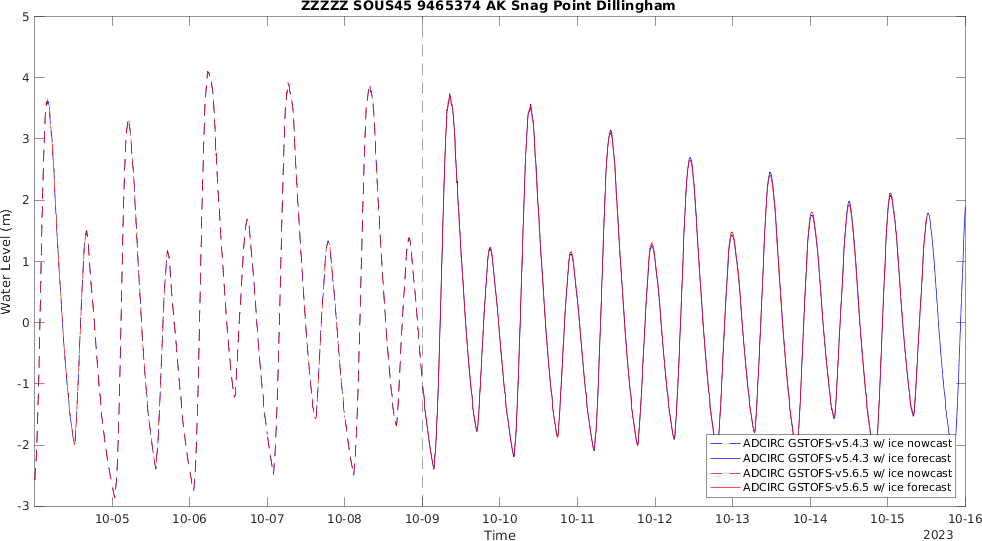 ZZZZZ SOUS45 9465374 AK Snag Point Dillingham
Water Level (m)
5
4
3
2
1
0
-1
-2
-3
ADCIRC GSTOFS-v5.4.3 w/ ice nowcast
ADCIRC GSTOFS-v5.4.3 w/ ice forecast
ADCIRC GSTOFS-v5.6.5 w/ ice nowcast
ADCIRC GSTOFS-v5.6.5 w/ ice forecast
10-05 10-06 10-07 10-08 10-09 10-10 10-11 10-12 10-13 10-14 10-15 10-16
Time
2023